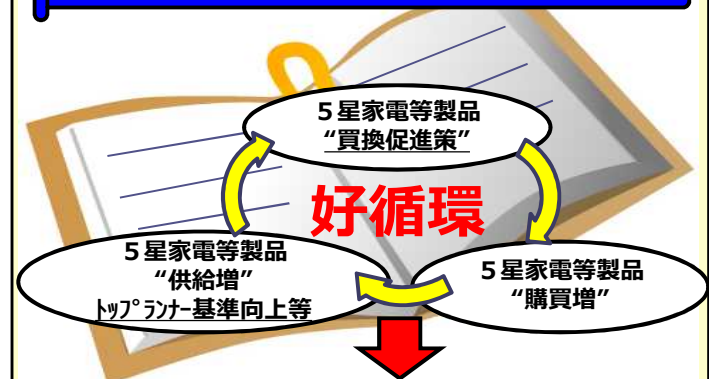 5星家電等製品
“買換促進策”
好循環
5星家電等製品
“供給増”
トップランナー基準向上等
5星家電等製品
“購買増”